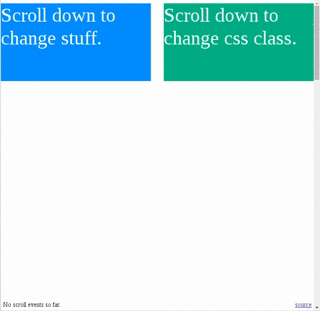 Scroll down to
change stuff.
Scroll down to
change css class.
No scroll events so far.
source